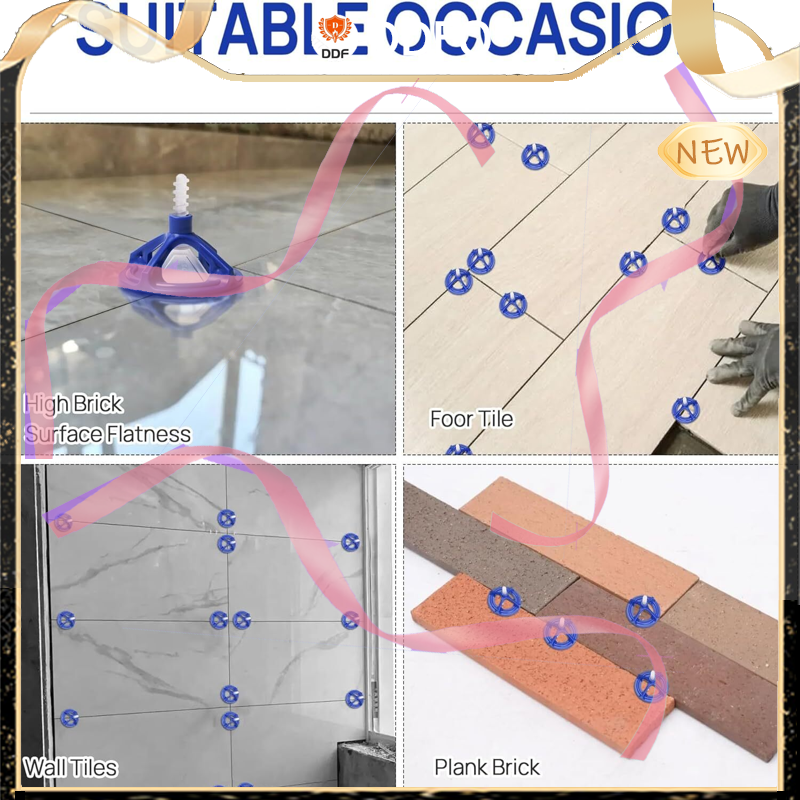 SUITABLE OCCASIO
DDF
NEW
High Brick
Surface Flatness
Foor Tile
Wall Tiles
Plank Brick